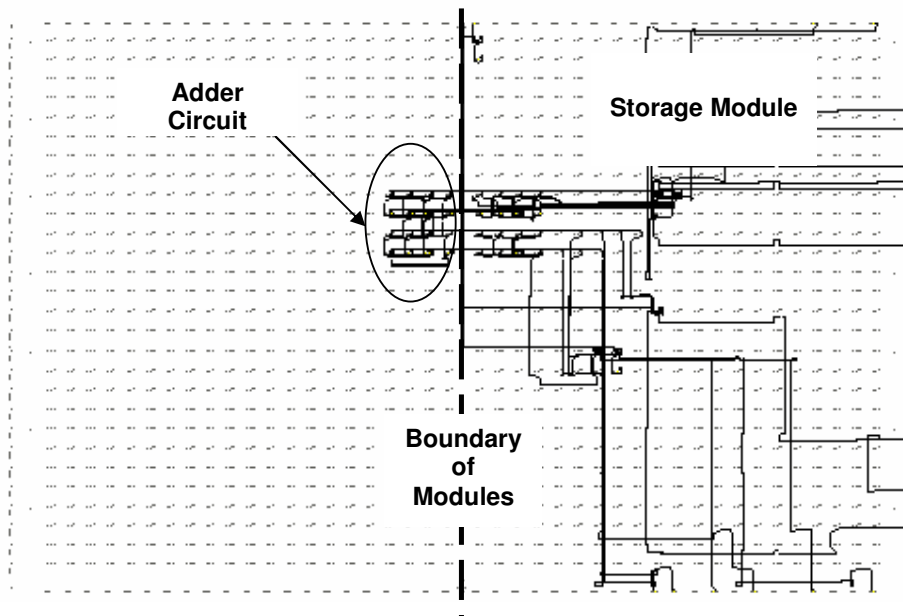 Adder
Circuit
Storage Module
Boundary
of
Modules